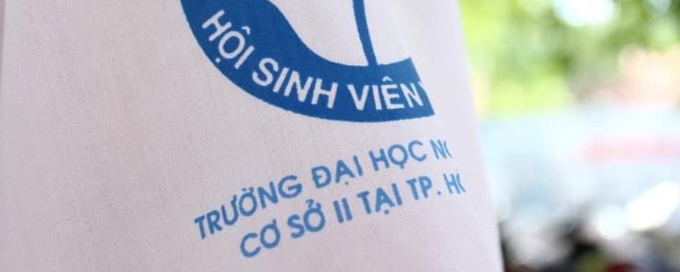 HỘI SINH VIÊN
TRƯỜNG ĐẠI HỌC
CƠ SỞ II TẠI TP.